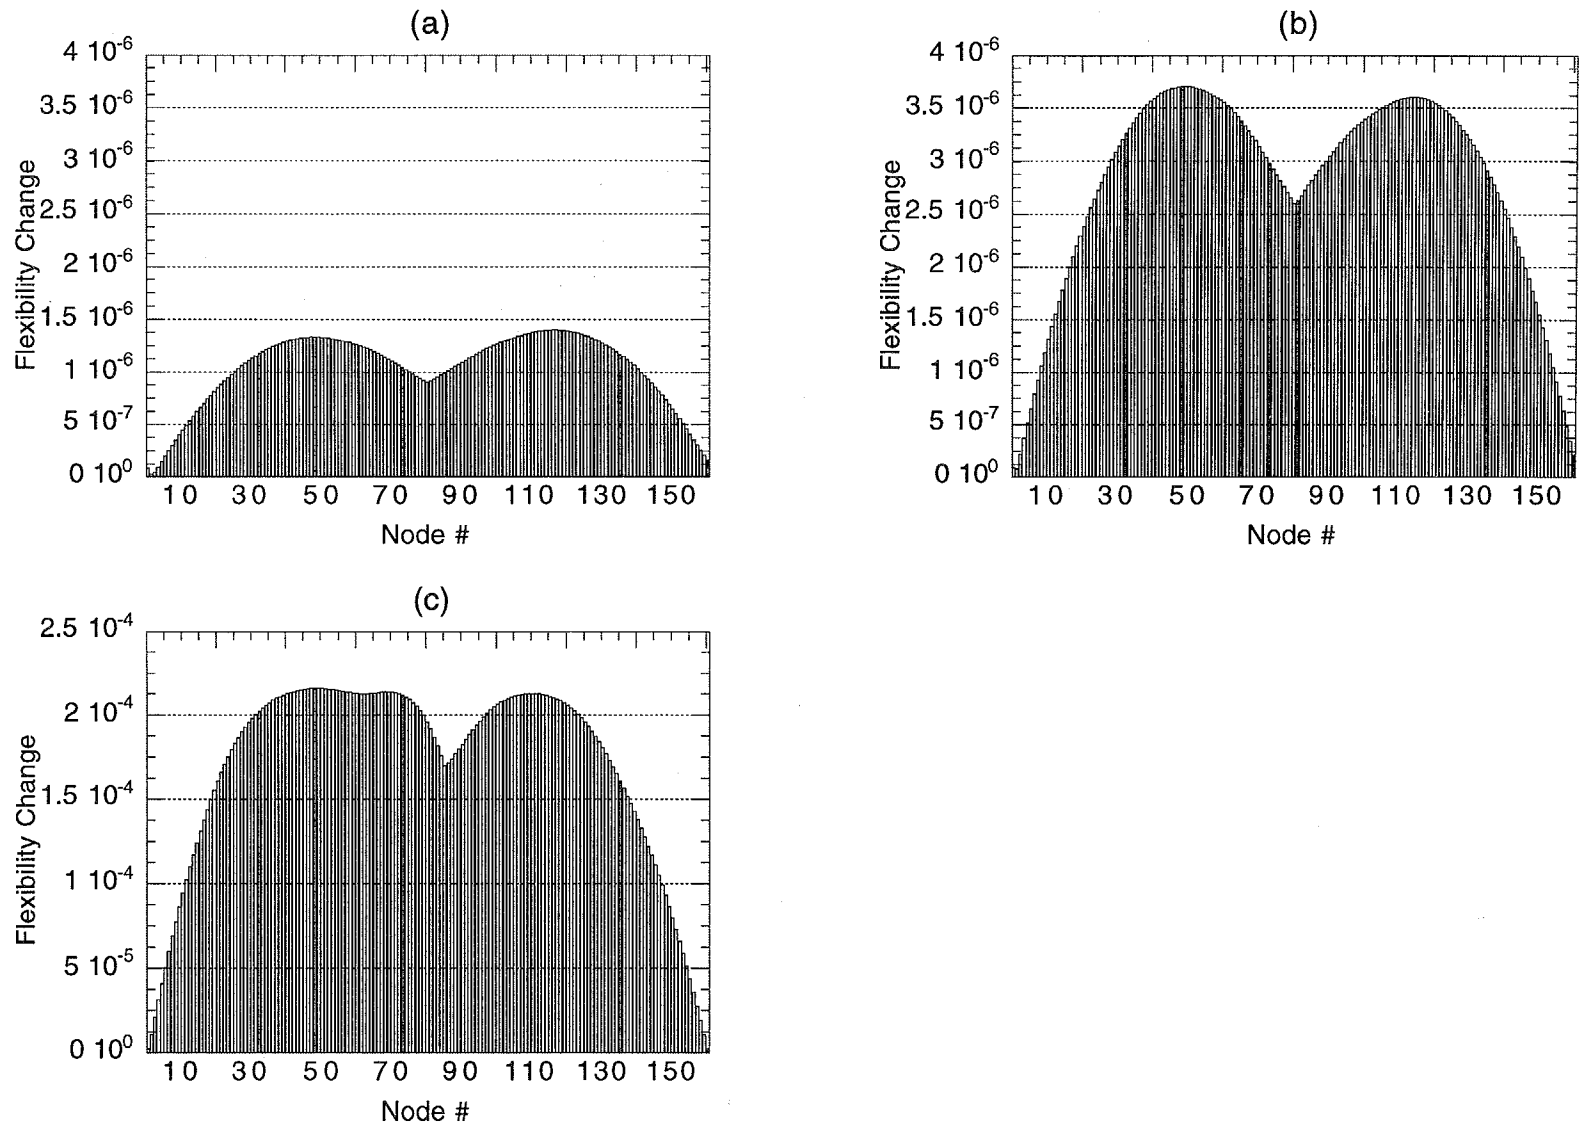 (a)
4 10⁻⁶
3.5 10⁻⁶
3 10⁻⁶
2.5 10⁻⁶
2 10⁻⁶
1.5 10⁻⁶
1 10⁻⁶
5 10⁻⁷
0 10⁰
Flexibility Change
10 30 50 70 90 110 130 150
Node #
(b)
4 10⁻⁶
3.5 10⁻⁶
3 10⁻⁶
2.5 10⁻⁶
2 10⁻⁶
1.5 10⁻⁶
1 10⁻⁶
5 10⁻⁷
0 10⁰
Flexibility Change
10 30 50 70 90 110 130 150
Node #
(c)
2.5 10⁻⁴
2 10⁻⁴
1.5 10⁻⁴
1 10⁻⁴
5 10⁻⁵
0 10⁰
Flexibility Change
10 30 50 70 90 110 130 150
Node #